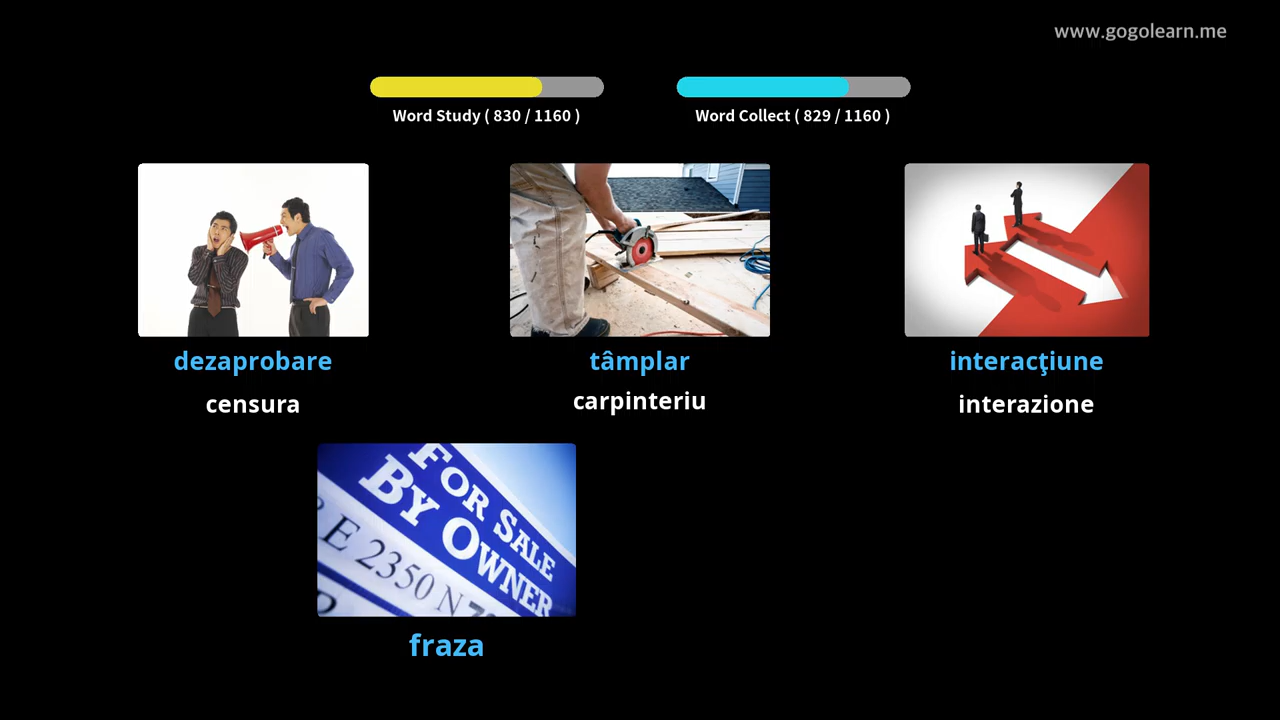 www.gogolearn.me
Word Study ( 830 / 1160 )
Word Collect ( 829 / 1160 )
dezaprobare
tâmplar
interacţiune
censura
carpinteriu
interazione
FOR SALE
BY OWNER
E 2350 N
fraza